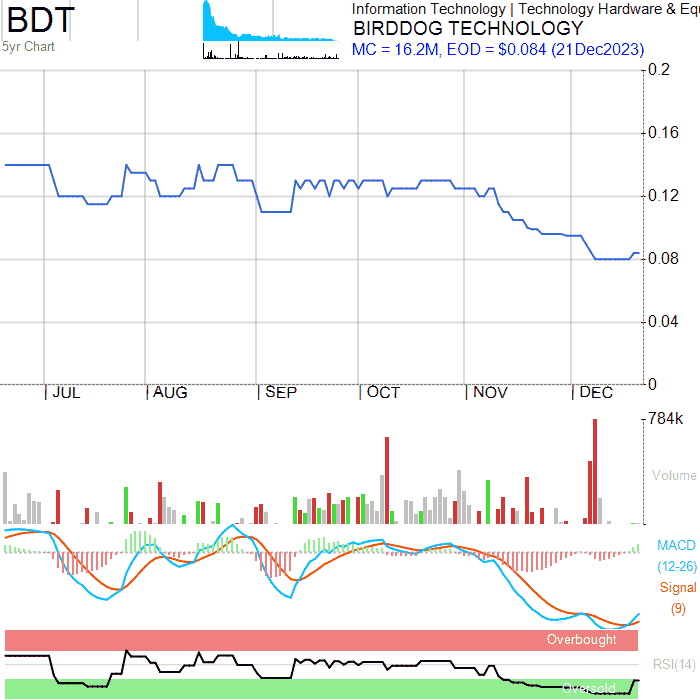 BDT
5yr Chart
Information Technology | Technology Hardware & Equ
BIRDDOG TECHNOLOGY
MC = 16.2M, EOD = $0.084 (21Dec2023)
0.2
0.16
0.12
0.08
0.04
0
JUL AUG SEP OCT NOV DEC
784k
Volume
MACD
(12-26)
Signal
(9)
Overbought
RSI(14)
Oversold